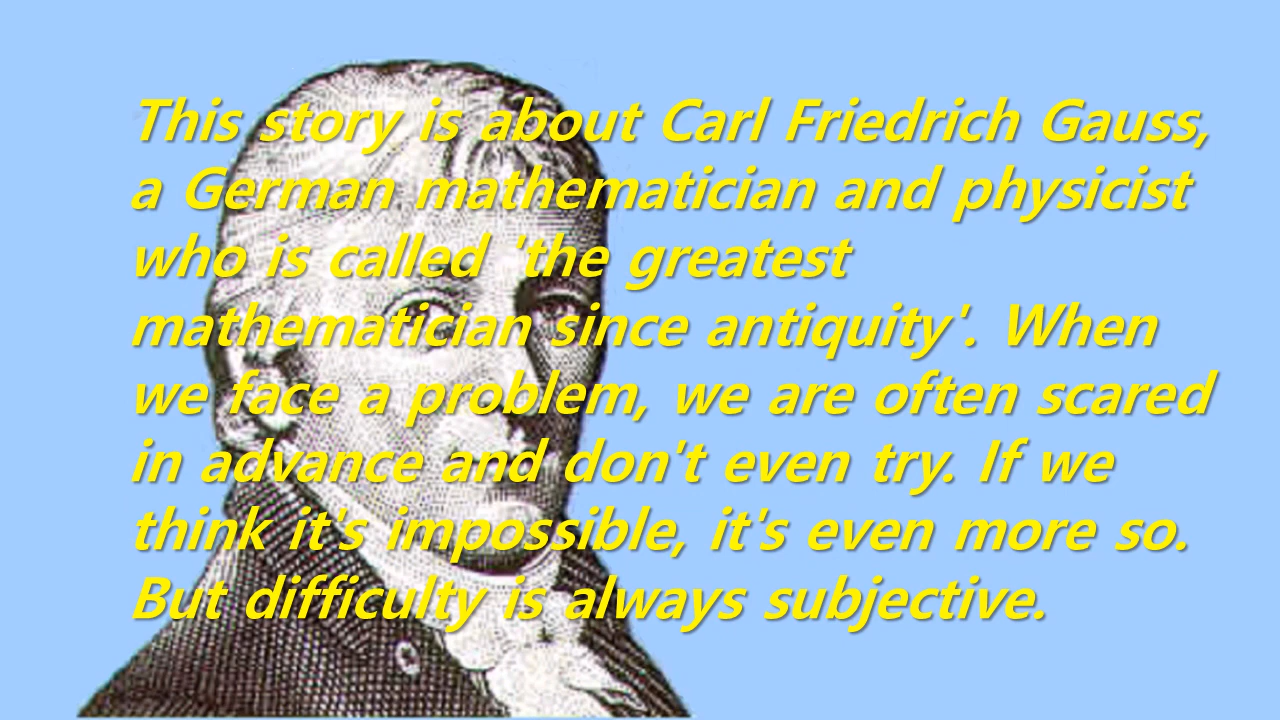 This story is about Carl Friedrich Gauss,
a German mathematician and physicist
who is called 'the greatest
mathematician since antiquity'. When
we face a problem, we are often scared
in advance and don't even try. If we
think it's impossible, it's even more so.
But difficulty is always subjective.